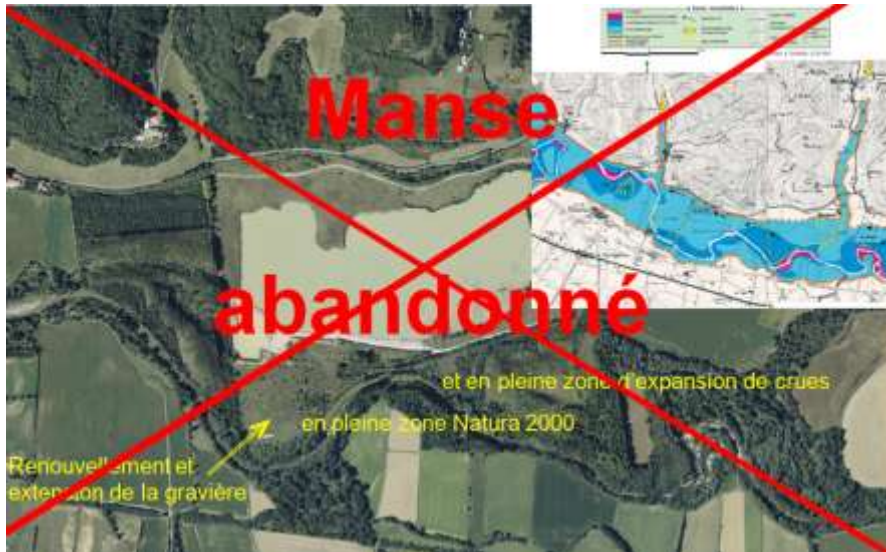 Manse
abandonné
et en pleine zone d'expansion de crues
en pleine zone Natura 2000
Renouvellement et
extension de la gravière